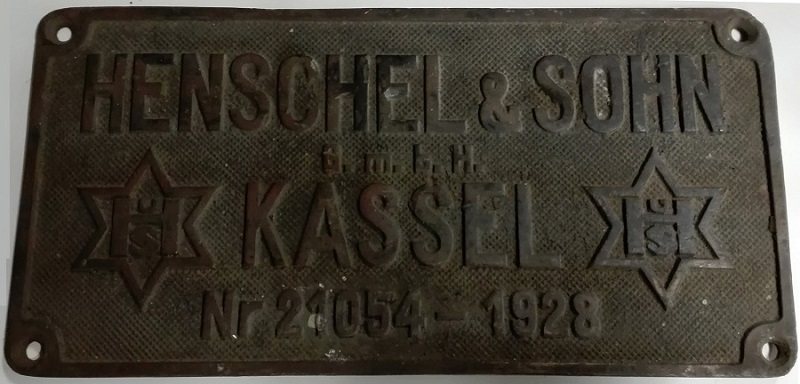 HENSCHEL & SOHN
G. m. b. H.
KASSEL
Nr 21054 — 1928